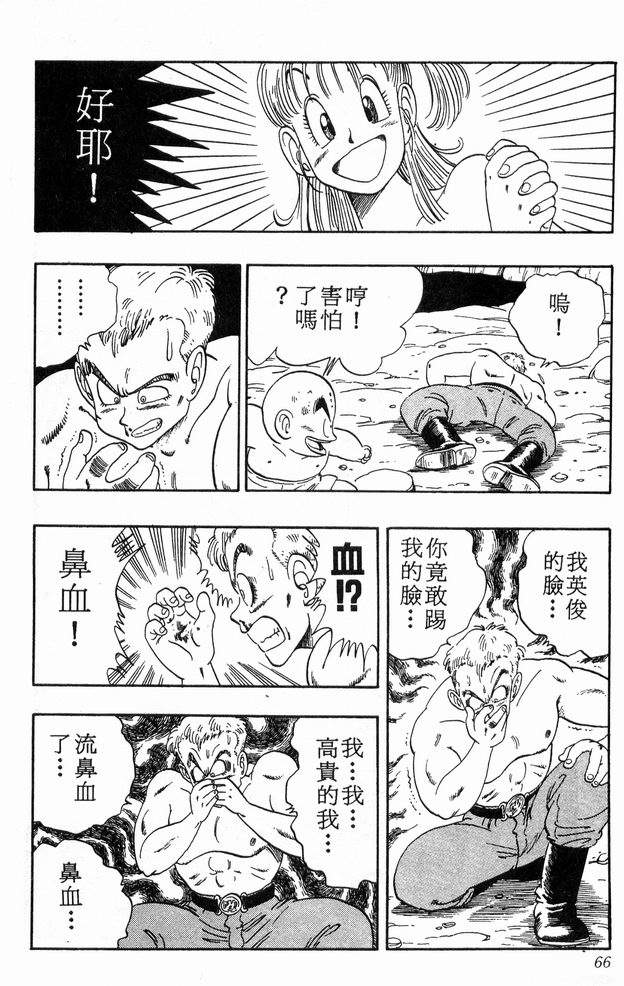 好耶！
嗚！
哼
害怕
了嗎
？
………
………
我英俊
的臉…
你竟敢踢
我的臉…
血!?
鼻血！
我…我…
高貴的我…
流鼻血
了…
鼻血…
66